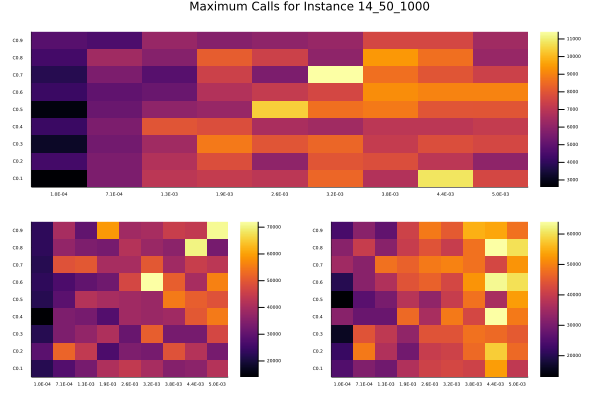 Maximum Calls for Instance 14_50_1000
C0.9
C0.8
C0.7
C0.6
C0.5
C0.4
C0.3
C0.2
C0.1
1.0E-04 7.1E-04 1.3E-03 1.9E-03 2.6E-03 3.2E-03 3.8E-03 4.4E-03 5.0E-03
11000
10000
9000
8000
7000
6000
5000
4000
3000
C0.9
C0.8
C0.7
C0.6
C0.5
C0.4
C0.3
C0.2
C0.1
1.0E-04 7.1E-04 1.3E-03 1.9E-03 2.6E-03 3.2E-03 3.8E-03 4.4E-03 5.0E-03
70000
60000
50000
40000
30000
20000
C0.9
C0.8
C0.7
C0.6
C0.5
C0.4
C0.3
C0.2
C0.1
1.0E-04 7.1E-04 1.3E-03 1.9E-03 2.6E-03 3.2E-03 3.8E-03 4.4E-03 5.0E-03
60000
50000
40000
30000
20000